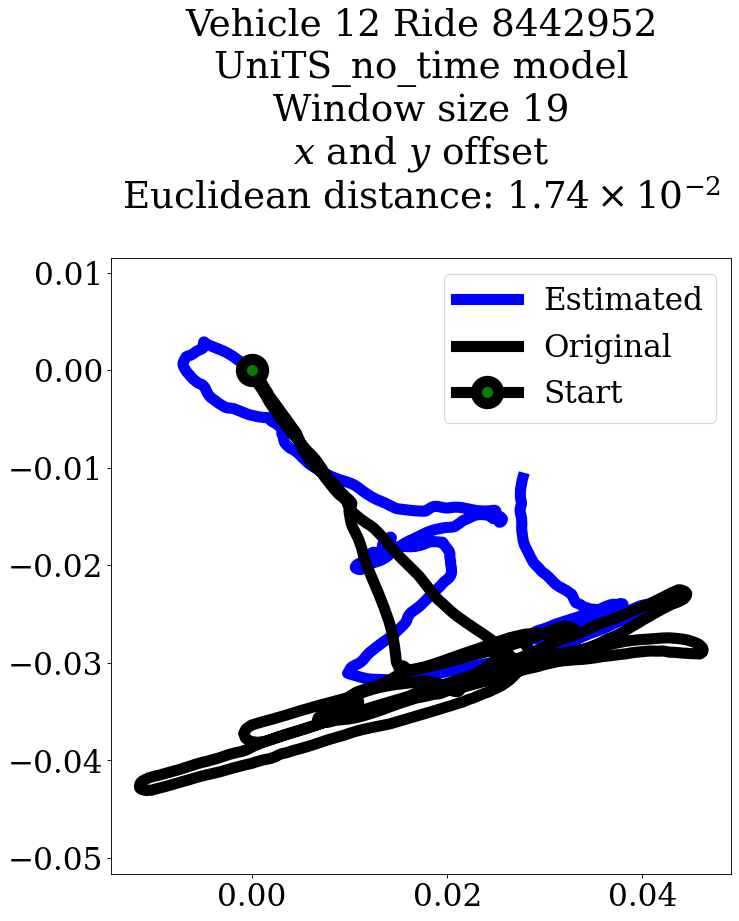 Vehicle 12 Ride 8442952
UniTS_no_time model
Window size 19
x and y offset
Euclidean distance: 1.74 × 10⁻²
0.01
0.00
−0.01
−0.02
−0.03
−0.04
−0.05
Estimated
Original
Start
0.00 0.02 0.04